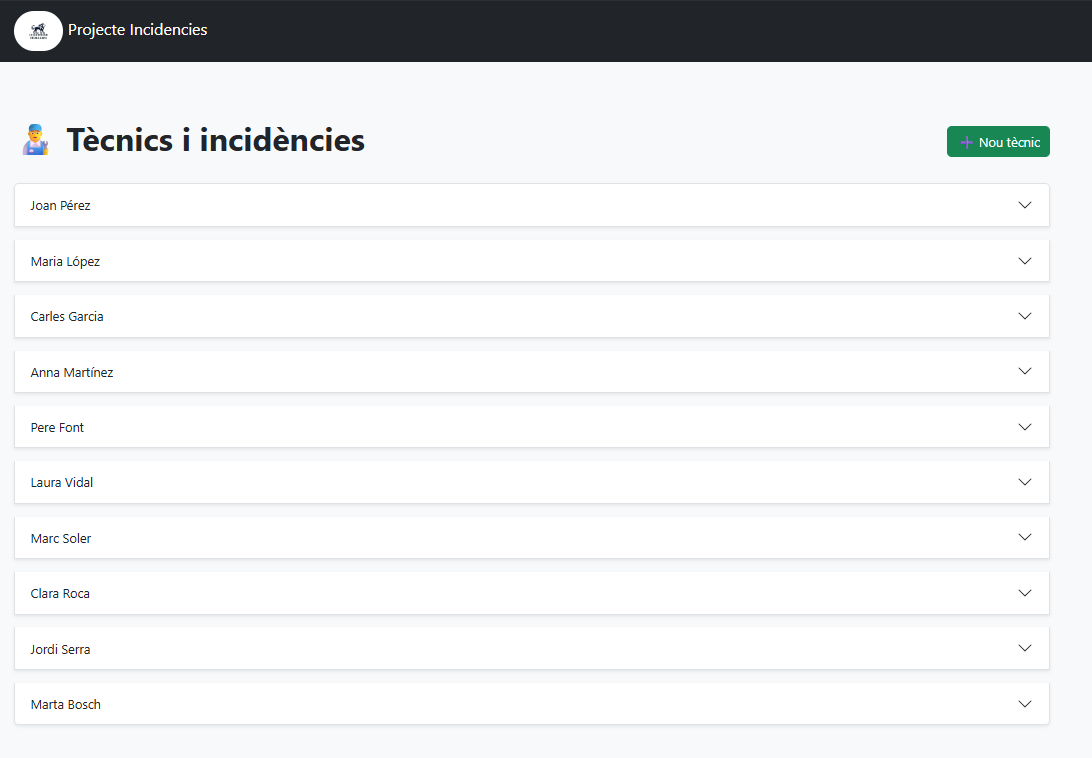 Projecte Incidencies
Tècnics i incidències
Nou tècnic
Joan Pérez
Maria López
Carles Garcia
Anna Martínez
Pere Font
Laura Vidal
Marc Soler
Clara Roca
Jordi Serra
Marta Bosch